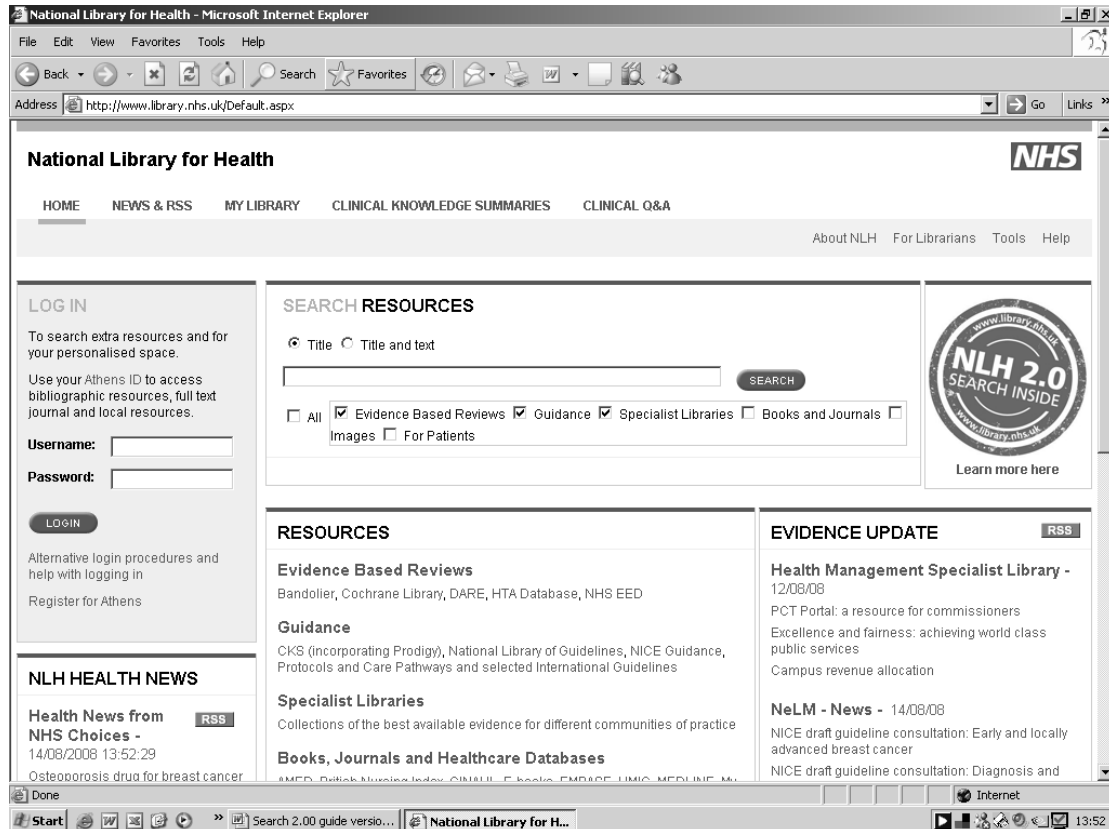 National Library for Health - Microsoft Internet Explorer
File Edit View Favorites Tools Help
Back Search Favorites
Address http://www.library.nhs.uk/Default.aspx Go Links »
National Library for Health
NHS
HOME NEWS & RSS MY LIBRARY CLINICAL KNOWLEDGE SUMMARIES CLINICAL Q&A
About NLH For Librarians Tools Help
LOG IN
To search extra resources and for
your personalised space.
Use your Athens ID to access
bibliographic resources, full text
journal and local resources.
Username:
Password:
LOGIN
Alternative login procedures and
help with logging in
Register for Athens
NLH HEALTH NEWS
Health News from RSS
NHS Choices -
14/08/2008 13:52:29
Osteoporosis drug for breast cancer
SEARCH RESOURCES
Title Title and text
SEARCH
All Evidence Based Reviews Guidance Specialist Libraries Books and Journals
Images For Patients
www.library.nhs.uk
NLH 2.0
SEARCH INSIDE
www.library.nhs.uk
Learn more here
RESOURCES
Evidence Based Reviews
Bandolier, Cochrane Library, DARE, HTA Database, NHS EED
Guidance
CKS (incorporating Prodigy), National Library of Guidelines, NICE Guidance,
Protocols and Care Pathways and selected International Guidelines
Specialist Libraries
Collections of the best available evidence for different communities of practice
Books, Journals and Healthcare Databases
AMED, British Nursing Index, CINAHL, E-books, EMBASE, HMIC, MEDLINE, My
EVIDENCE UPDATE RSS
Health Management Specialist Library -
12/08/08
PCT Portal: a resource for commissioners
Excellence and fairness: achieving world class
public services
Campus revenue allocation
NeLM - News - 14/08/08
NICE draft guideline consultation: Early and locally
advanced breast cancer
NICE draft guideline consultation: Diagnosis and
Done Internet
Start » Search 2.00 guide versio... National Library for H... 13:52